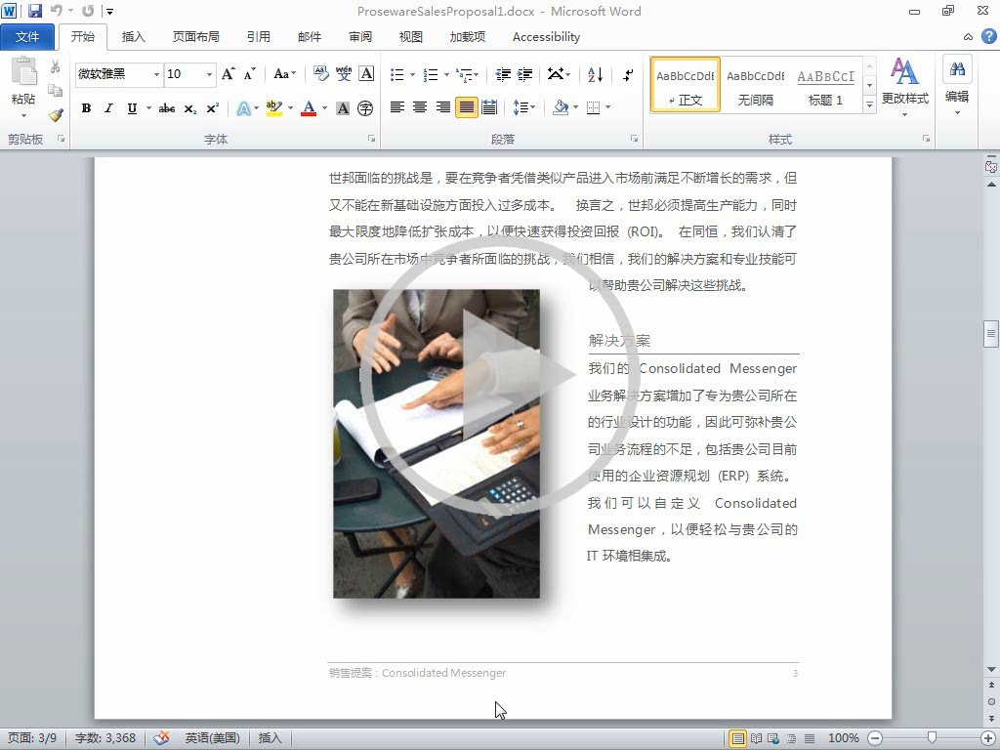 ProsewareSalesProposal1.docx - Microsoft Word
文件 开始 插入 页面布局 引用 邮件 审阅 视图 加载项 Accessibility
粘贴
微软雅黑 10
AaBbCcDdE AaBbCcDdE AaBbCcI
正文 无间隔 标题 1
更改样式 编辑
剪贴板 字体 段落 样式
世邦面临的挑战是，要在竞争者凭借类似产品进入市场前满足不断增长的需求，但
又不能在新基础设施方面投入过多成本。 换言之，世邦必须提高生产能力，同时
最大限度地降低扩张成本，以便快速获得投资回报 (ROI)。 在同恒，我们认清了
贵公司所在市场中竞争者所面临的挑战，我们相信，我们的解决方案和专业技能可
以帮助贵公司解决这些挑战。
解决方案
我们的 Consolidated Messenger
业务解决方案增加了专为贵公司所在
的行业设计的功能，因此可弥补贵公
司业务流程的不足，包括贵公司目前
使用的企业资源规划 (ERP) 系统。
我们可以自定义 Consolidated
Messenger，以便轻松与贵公司的
IT 环境相集成。
销售提案：Consolidated Messenger 3
页面: 3/9 字数: 3,368 英语(美国) 插入 100%